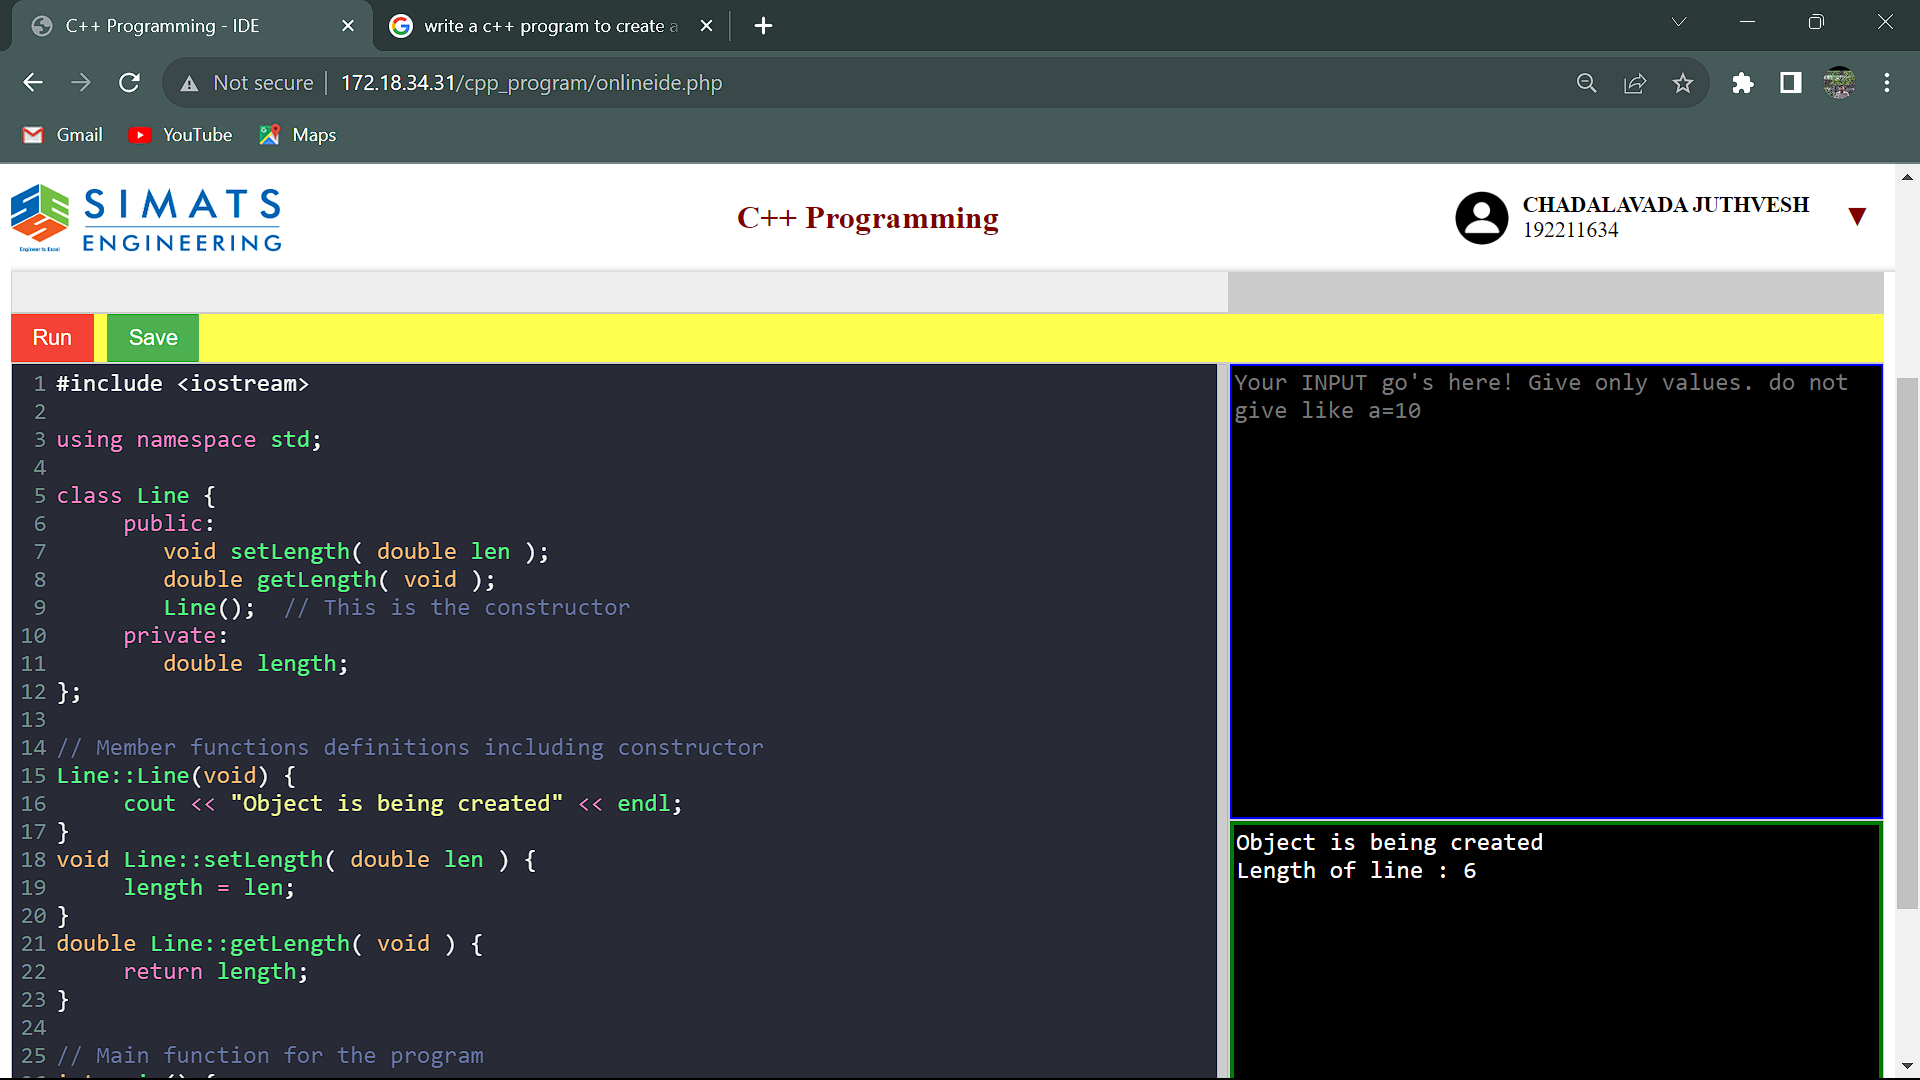 C++ Programming - IDE
write a c++ program to create a
Not secure
172.18.34.31/cpp_program/onlineide.php
Gmail
YouTube
Maps
SIMATS
ENGINEERING
Engineer to Excel
C++ Programming
CHADALAVADA JUTHVESH
192211634
Run
Save
1 #include <iostream>
2
3 using namespace std;
4
5 class Line {
6 public:
7 void setLength( double len );
8 double getLength( void );
9 Line(); // This is the constructor
10 private:
11 double length;
12 };
13
14 // Member functions definitions including constructor
15 Line::Line(void) {
16 cout << "Object is being created" << endl;
17 }
18 void Line::setLength( double len ) {
19 length = len;
20 }
21 double Line::getLength( void ) {
22 return length;
23 }
24
25 // Main function for the program
Your INPUT go's here! Give only values. do not
give like a=10
Object is being created
Length of line : 6